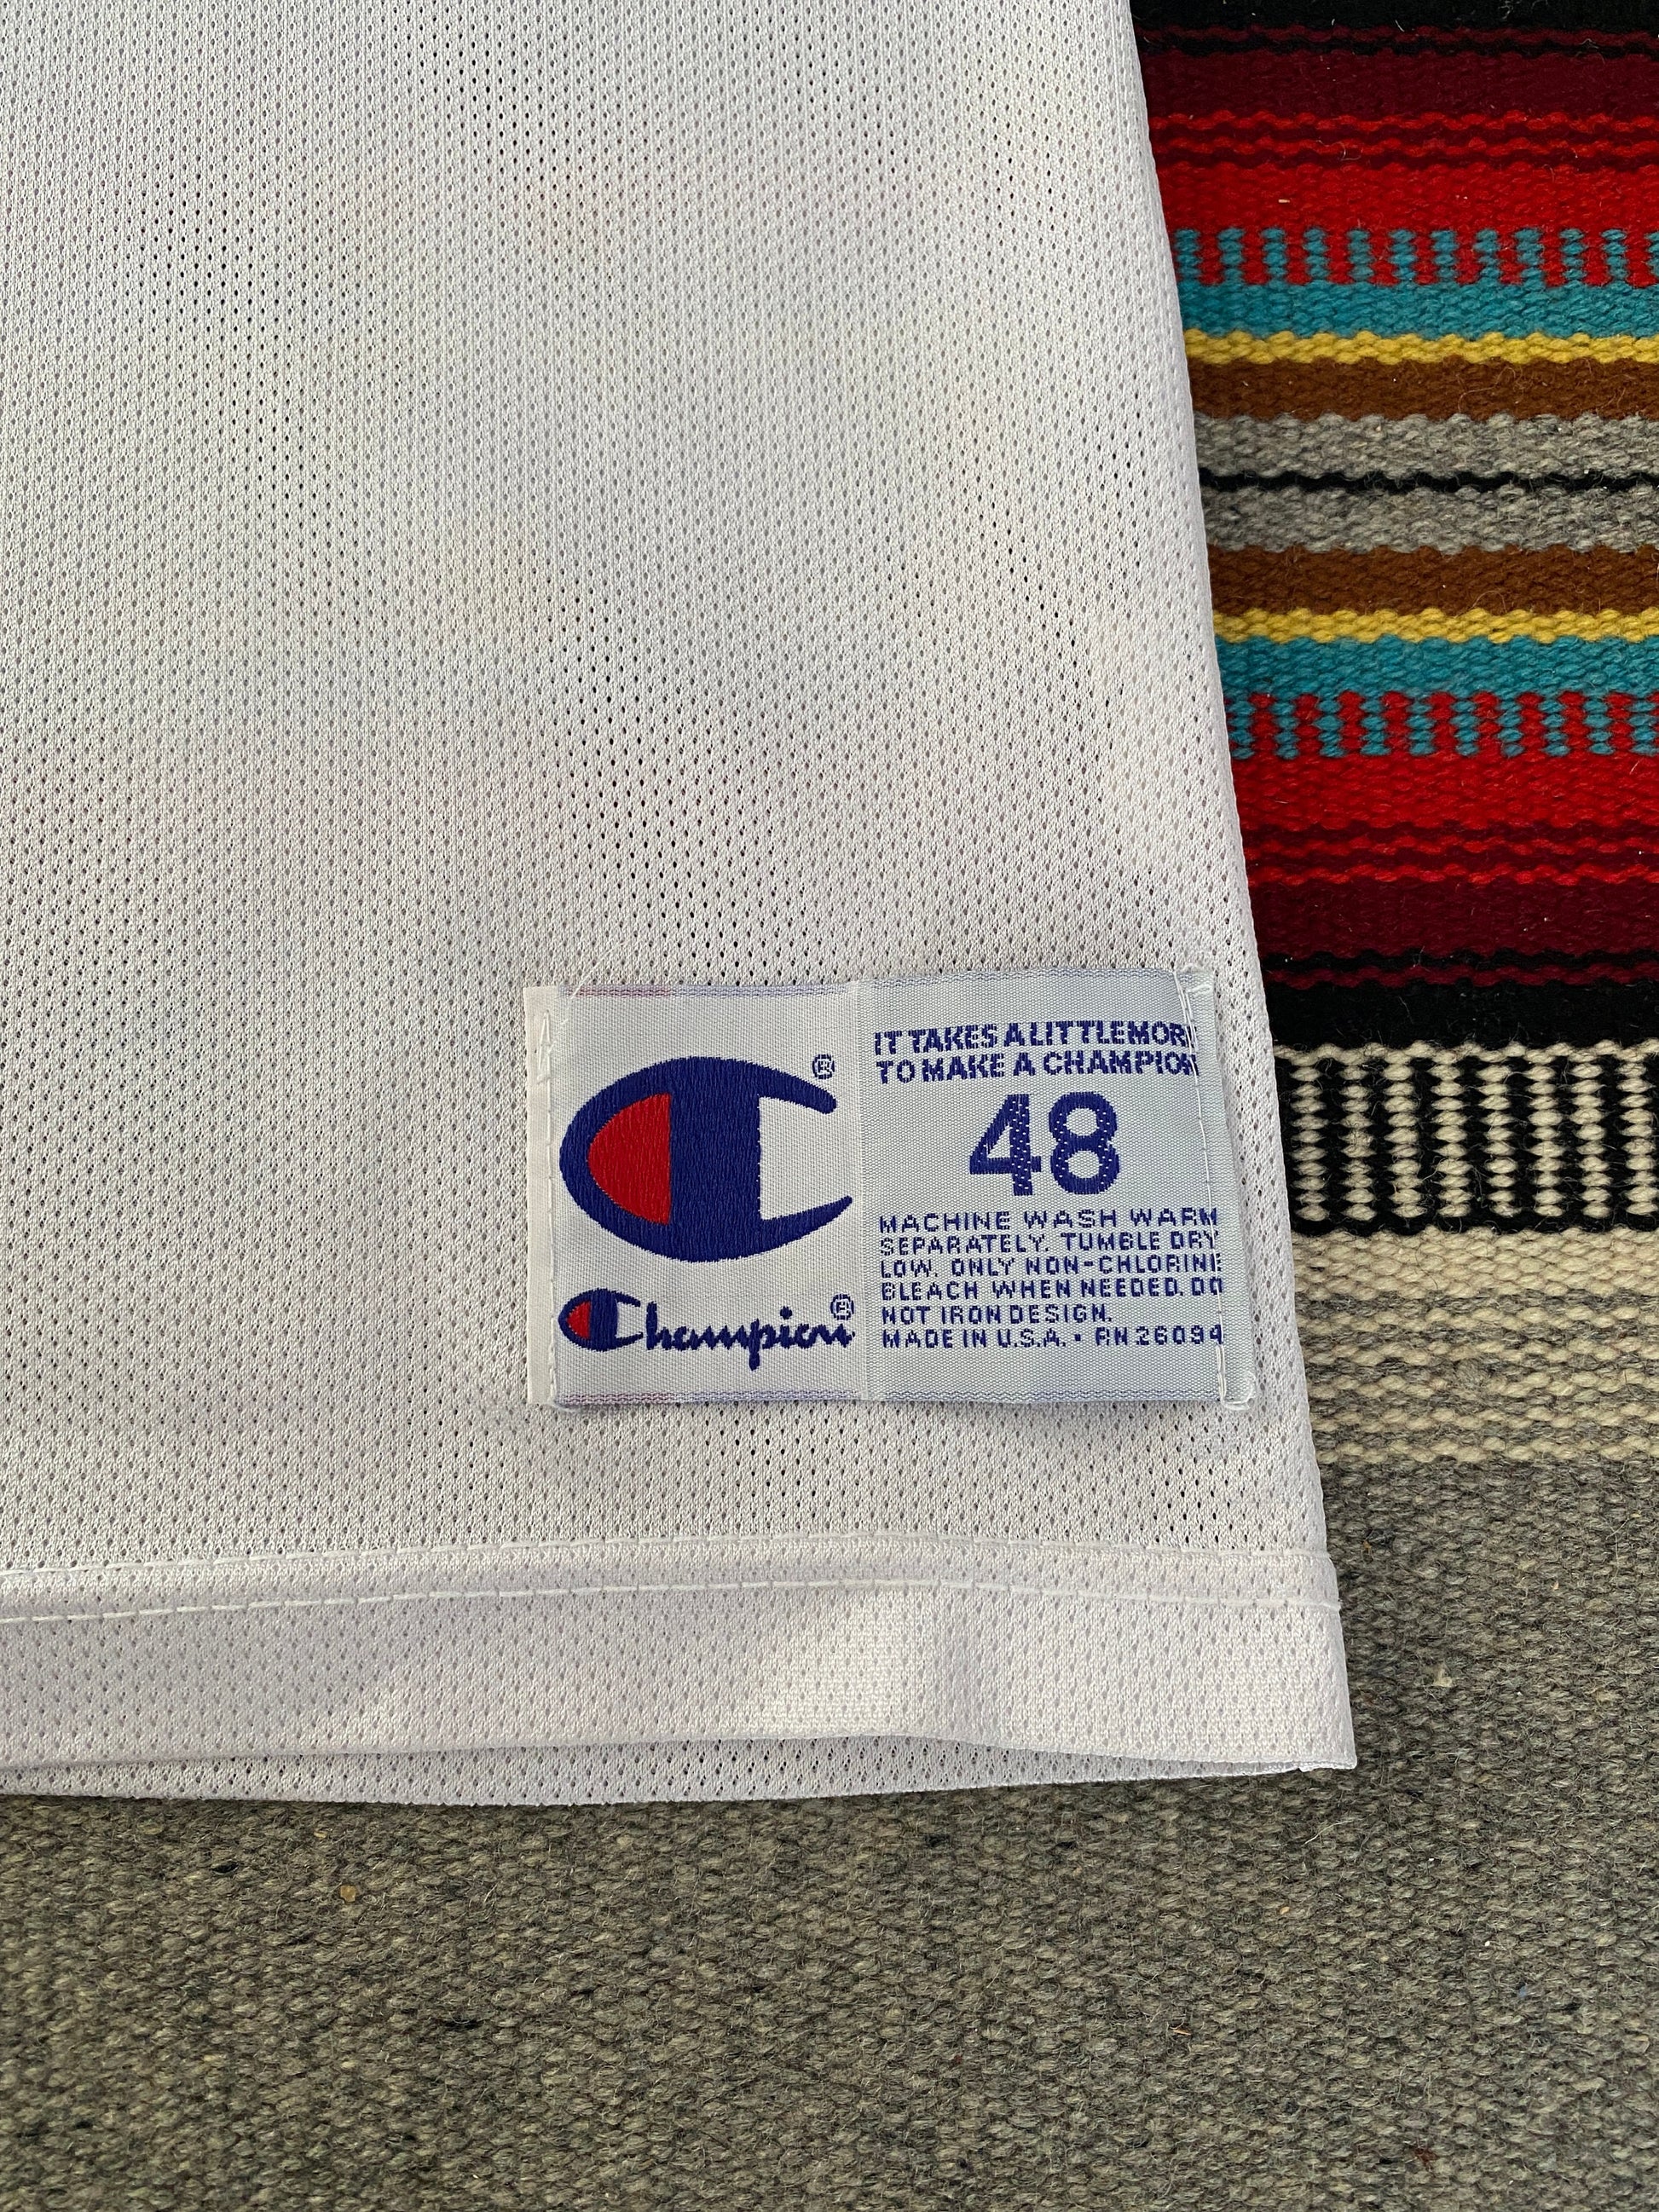 ®
Champion®
IT TAKES A LITTLE MOR
TO MAKE A CHAMPION
48
MACHINE WASH WARM
SEPARATELY. TUMBLE DRY
LOW. ONLY NON-CHLORINE
BLEACH WHEN NEEDED. DO
NOT IRON DESIGN.
MADE IN U.S.A. • RN 26094